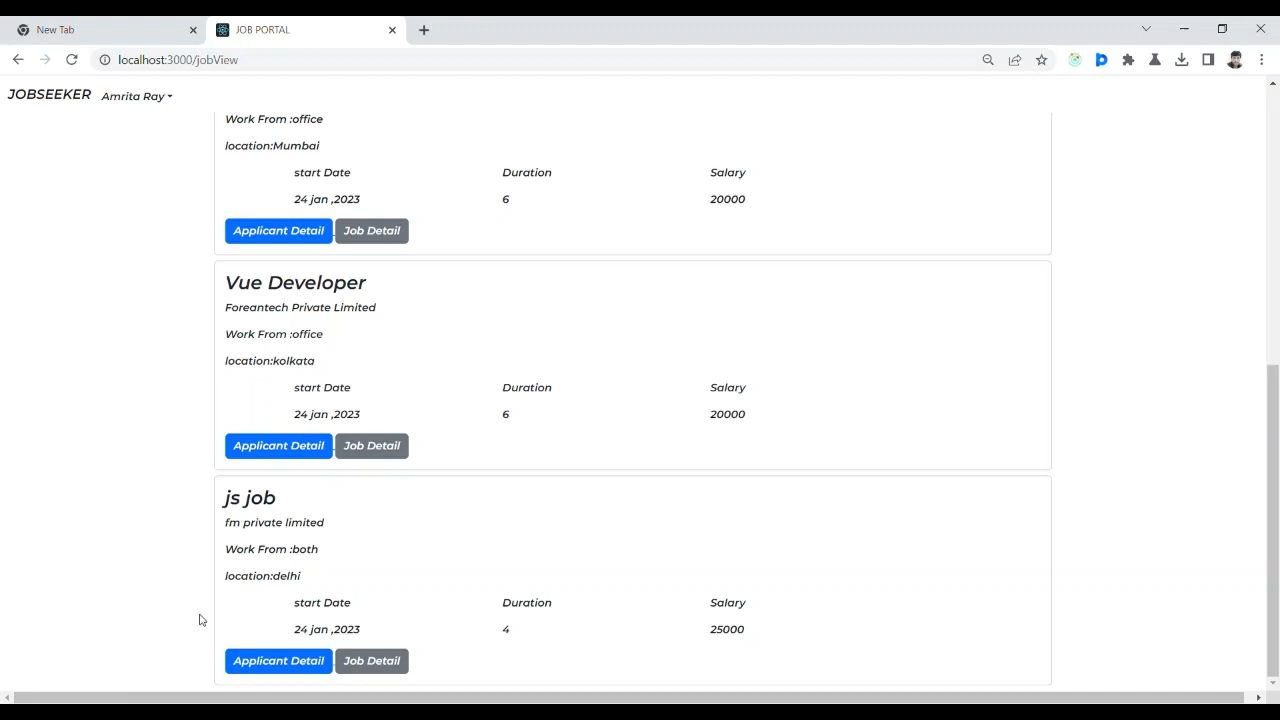 New Tab
JOB PORTAL
localhost:3000/jobView
JOBSEEKER Amrita Ray
Work From :office
location:Mumbai
start Date Duration Salary
24 jan ,2023 6 20000
Applicant Detail Job Detail
Vue Developer
Foreantech Private Limited
Work From :office
location:kolkata
start Date Duration Salary
24 jan ,2023 6 20000
Applicant Detail Job Detail
js job
fm private limited
Work From :both
location:delhi
start Date Duration Salary
24 jan ,2023 4 25000
Applicant Detail Job Detail